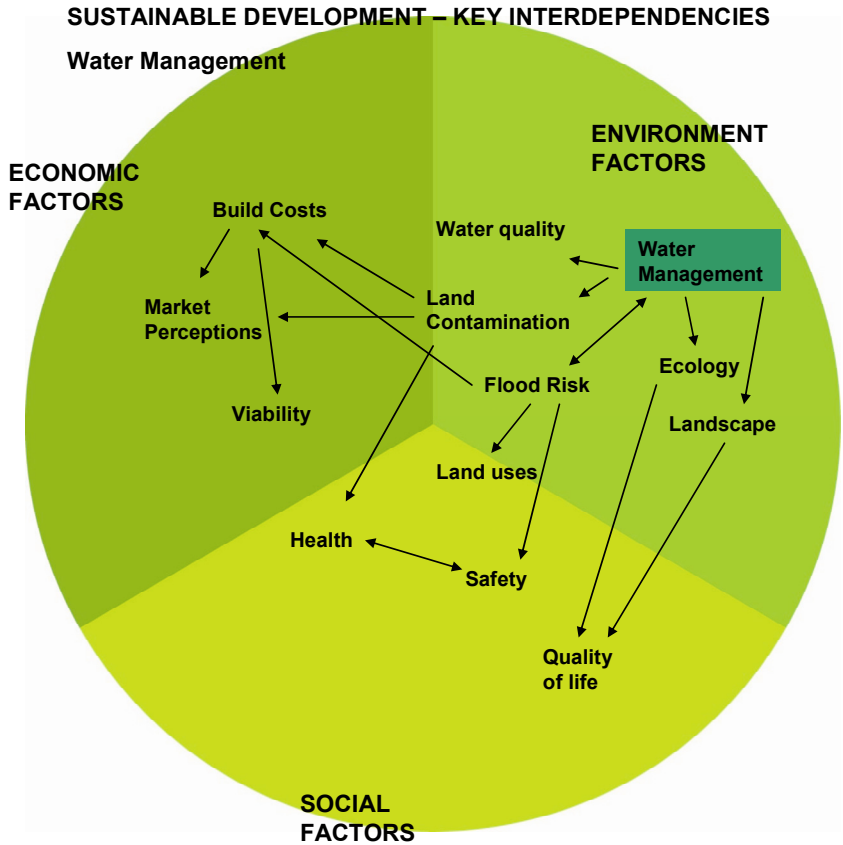 SUSTAINABLE DEVELOPMENT – KEY INTERDEPENDENCIES
Water Management
ENVIRONMENT
FACTORS
ECONOMIC
FACTORS
Build Costs
Water quality
Water
Management
Market
Perceptions
Land
Contamination
Ecology
Flood Risk
Viability
Landscape
Land uses
Health
Safety
Quality
of life
SOCIAL
FACTORS